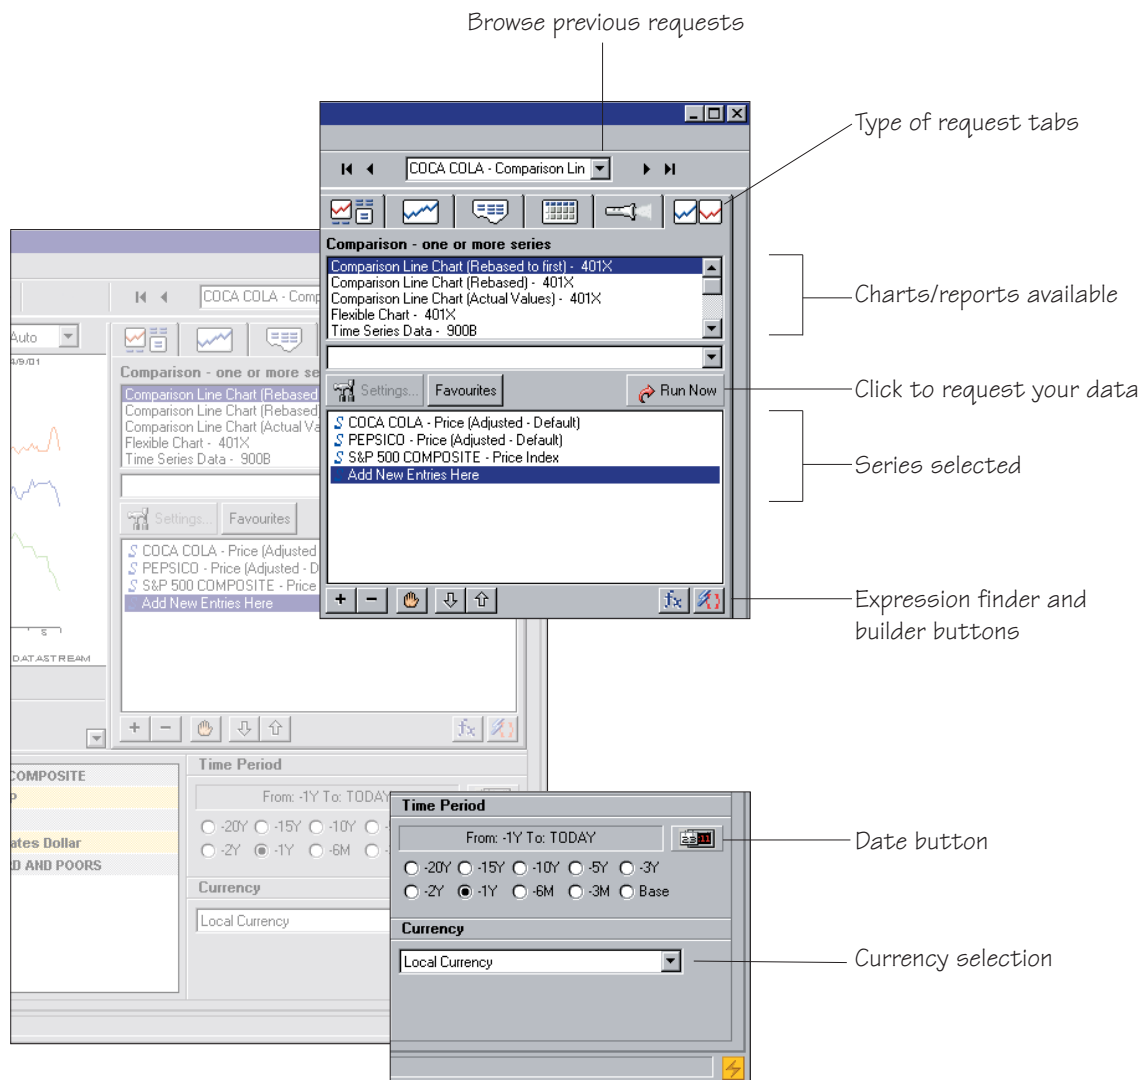 Browse previous requests
Type of request tabs
COCA COLA - Comparison Lin
Comparison - one or more series
Comparison Line Chart (Rebased to first) - 401X
Comparison Line Chart (Rebased) - 401X
Comparison Line Chart (Actual Values) - 401X
Flexible Chart - 401X
Time Series Data - 900B
Charts/reports available
Settings... Favourites Run Now
Click to request your data
S COCA COLA - Price (Adjusted - Default)
S PEPSICO - Price (Adjusted - Default)
S S&P 500 COMPOSITE - Price Index
Add New Entries Here
Series selected
+ - fx
Expression finder and
builder buttons
COCA COLA - Comp
Auto
4/9/01
Comparison - one or more se
Comparison Line Chart (Rebased
Comparison Line Chart (Rebased
Comparison Line Chart (Actual Va
Flexible Chart - 401X
Time Series Data - 900B
Settings... Favourites
S COCA COLA - Price (Adjusted
S PEPSICO - Price (Adjusted - D
S S&P 500 COMPOSITE - Price
Add New Entries Here
S
DATASTREAM
+ - fx
COMPOSITE
P
ates Dollar
D AND POORS
Time Period
From: -1Y To: TODAY
-20Y -15Y -10Y
-2Y -1Y -6M
Currency
Local Currency
Time Period
From: -1Y To: TODAY
23 11
Date button
-20Y -15Y -10Y -5Y -3Y
-2Y -1Y -6M -3M Base
Currency
Local Currency
Currency selection